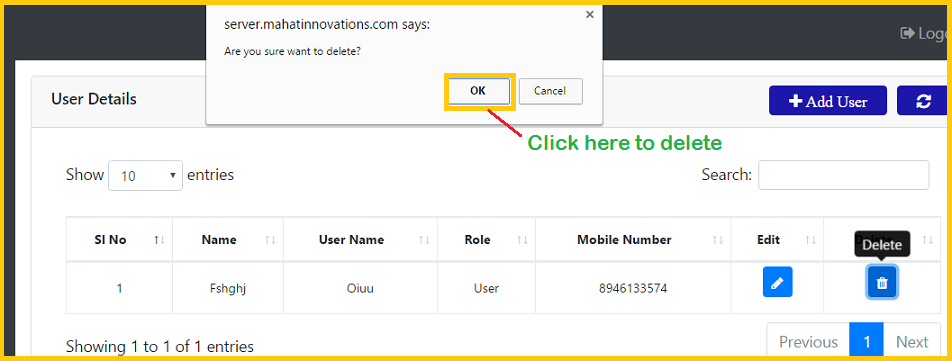 server.mahatinnovations.com says:
Are you sure want to delete?
OK Cancel
User Details
Add User
Click here to delete
Show 10 entries
Search:
Sl No Name User Name Role Mobile Number Edit
Delete
1 Fshghj Oiuu User 8946133574
Showing 1 to 1 of 1 entries
Previous 1 Next